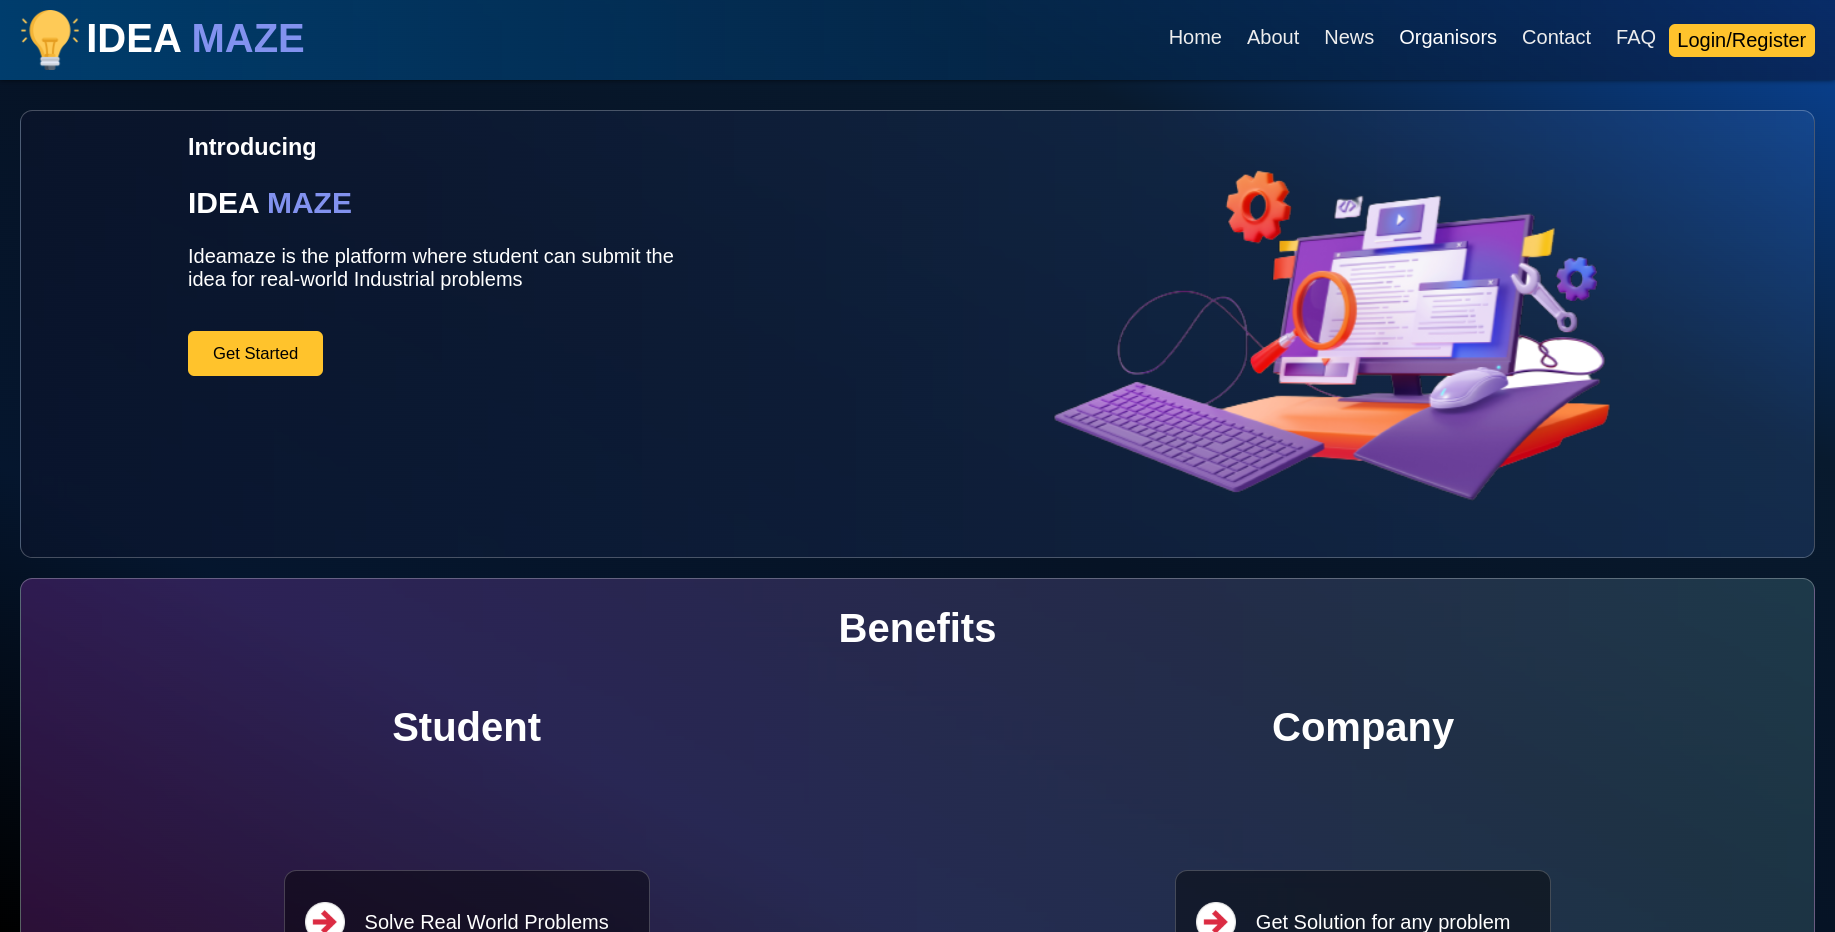 IDEA MAZE
Home About News Organisors Contact FAQ Login/Register
Introducing
IDEA MAZE
Ideamaze is the platform where student can submit the
idea for real-world Industrial problems
Get Started
Benefits
Student Company
Solve Real World Problems Get Solution for any problem